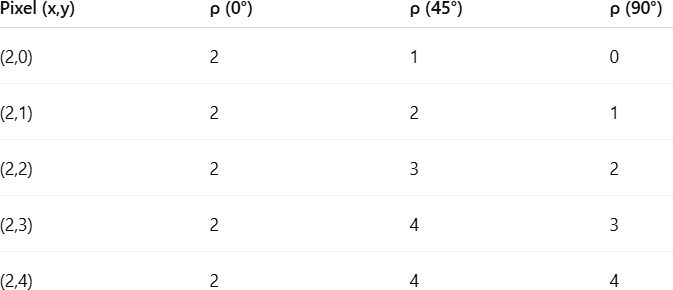 Pixel (x,y) ρ (0°) ρ (45°) ρ (90°)
(2,0) 2 1 0
(2,1) 2 2 1
(2,2) 2 3 2
(2,3) 2 4 3
(2,4) 2 4 4